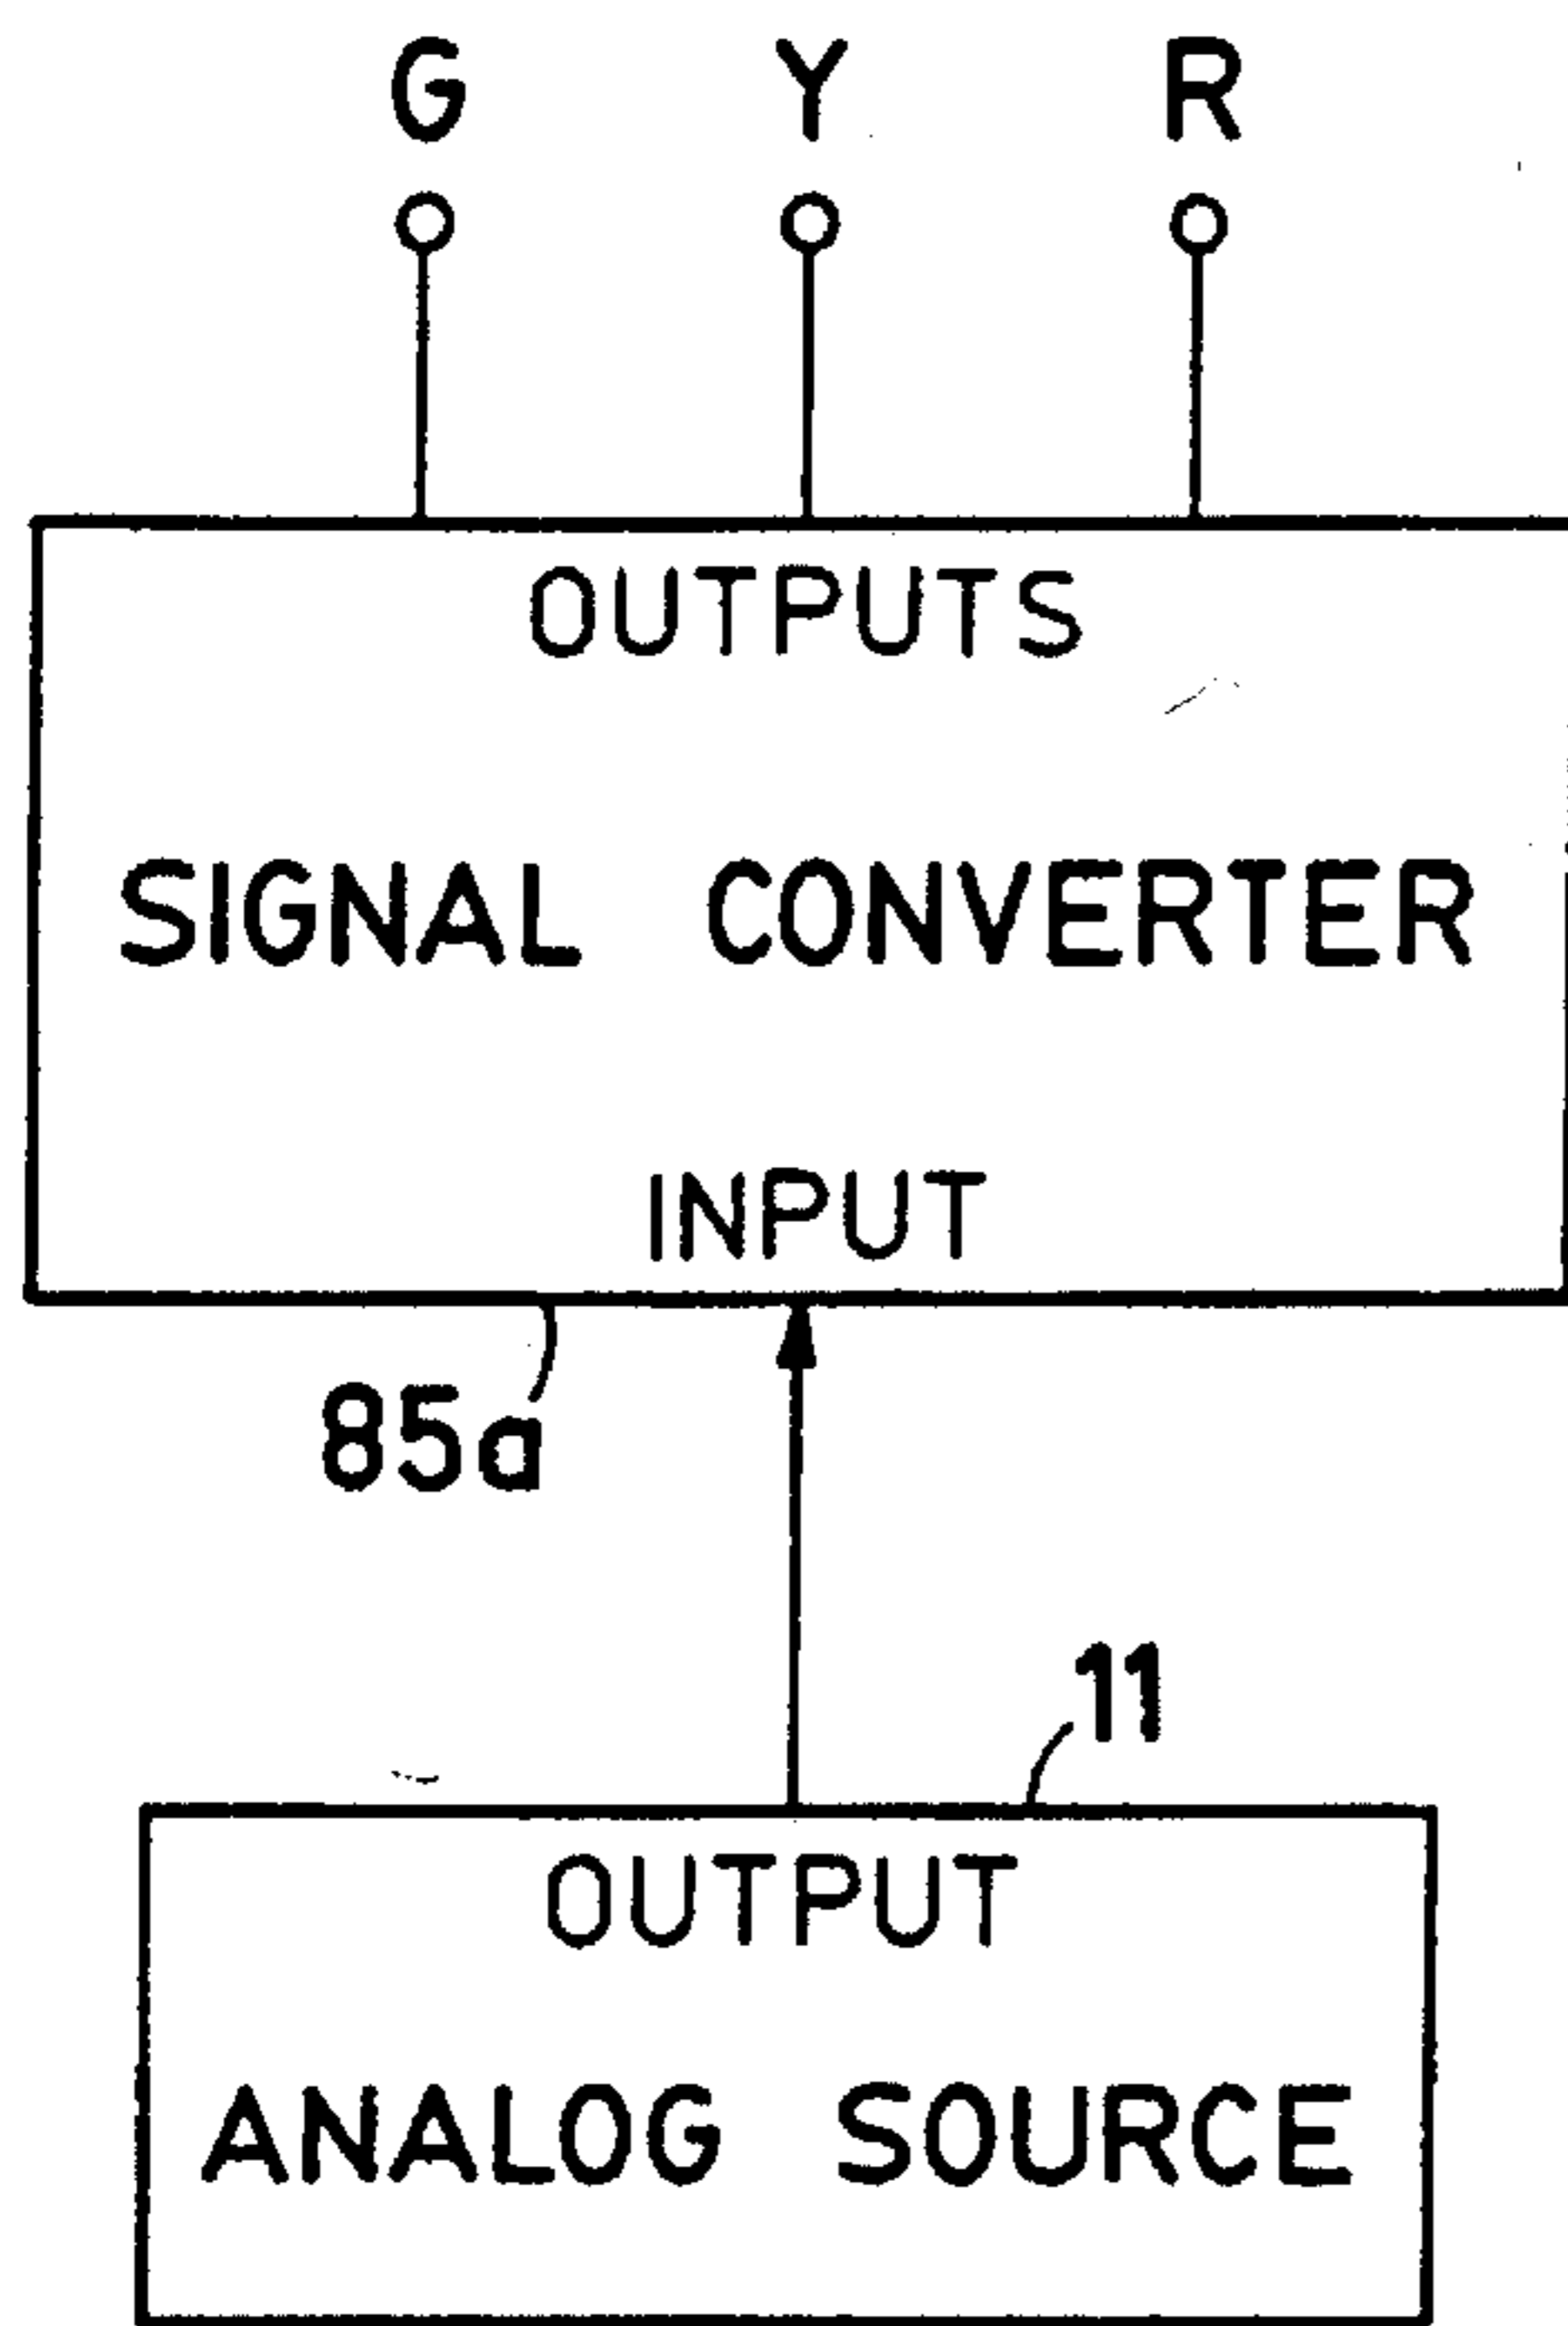 G Y R
OUTPUTS
SIGNAL CONVERTER
INPUT
85a
11
OUTPUT
ANALOG SOURCE